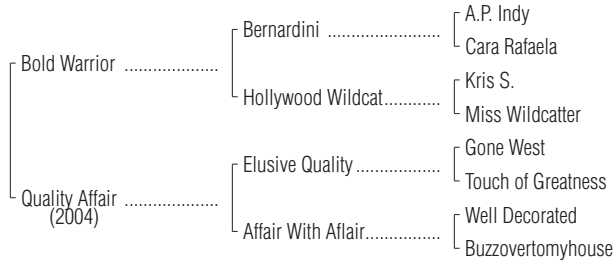 A.P. Indy
Bernardini ....................
Cara Rafaela
Bold Warrior ...................
Kris S.
Hollywood Wildcat............
Miss Wildcatter
Gone West
Elusive Quality ...............
Touch of Greatness
Quality Affair ...................
(2004)
Well Decorated
Affair With Aflair................
Buzzovertomyhouse